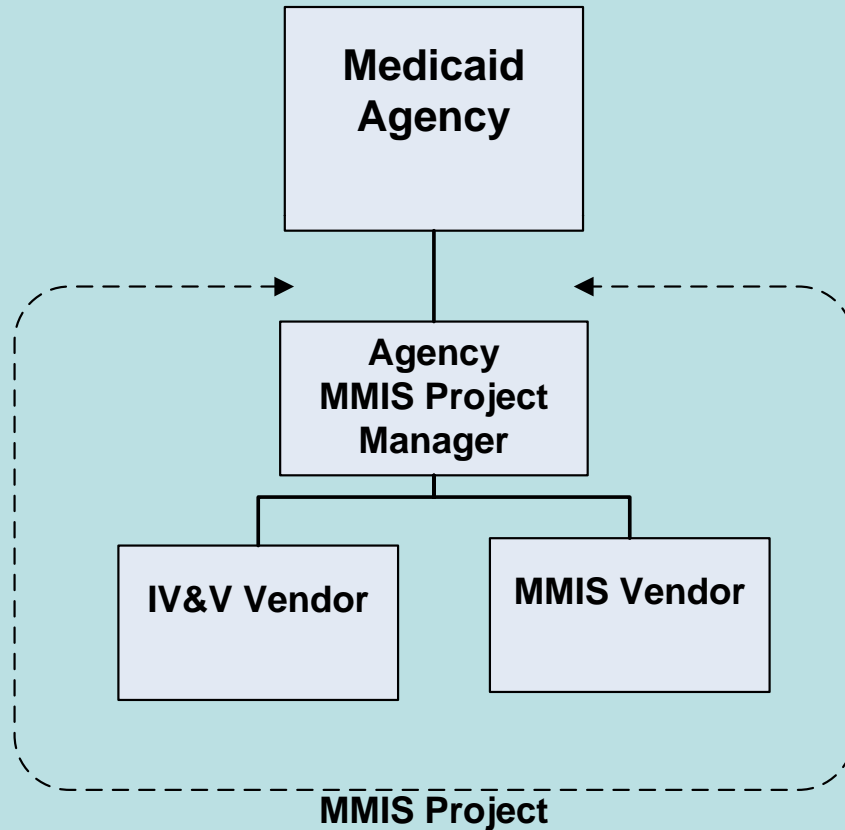 Medicaid
Agency
Agency
MMIS Project
Manager
IV&V Vendor
MMIS Vendor
MMIS Project